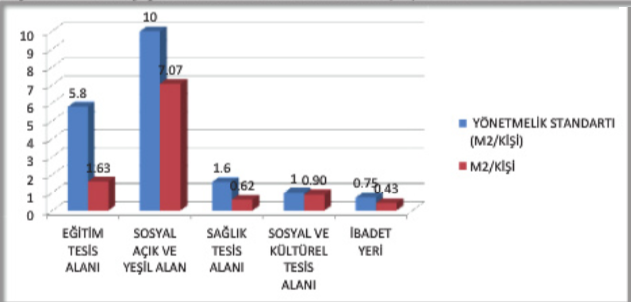 10
10
9
8
7
6
5
4
3
2
1
0
5.8
1.63
7.07
1.6
0.62
1
0.90
0.75
0.43
EĞİTİM
TESİS
ALANI
SOSYAL
AÇIK VE
YEŞİL ALAN
SAĞLIK
TESİS
ALANI
SOSYAL VE
KÜLTÜREL
TESİS
ALANI
İBADET
YERİ
YÖNETMELİK STANDARTI
(M2/KİŞİ)
M2/KİŞİ